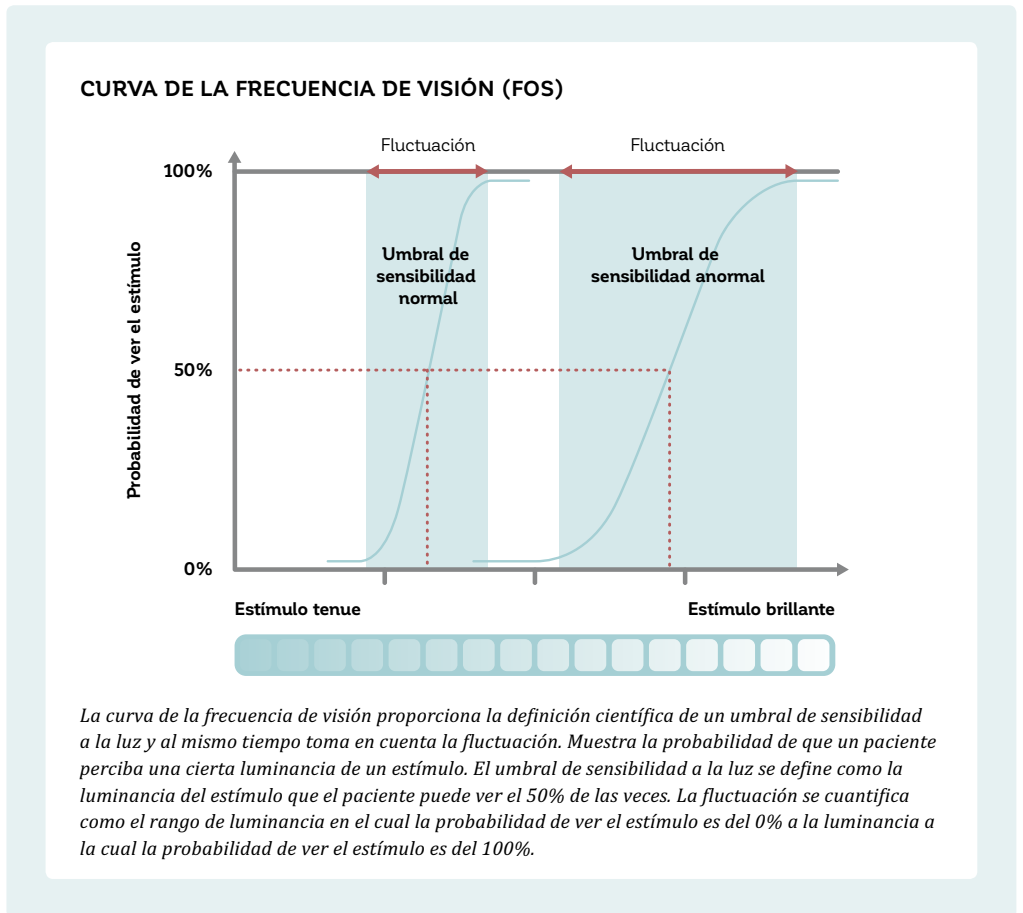 CURVA DE LA FRECUENCIA DE VISIÓN (FOS)
Fluctuación
Fluctuación
100%
Umbral de
sensibilidad
normal
Umbral de
sensibilidad anormal
Probabilidad de ver el estímulo
50%
0%
Estímulo tenue
Estímulo brillante
La curva de la frecuencia de visión proporciona la definición científica de un umbral de sensibilidad
a la luz y al mismo tiempo toma en cuenta la fluctuación. Muestra la probabilidad de que un paciente
perciba una cierta luminancia de un estímulo. El umbral de sensibilidad a la luz se define como la
luminancia del estímulo que el paciente puede ver el 50% de las veces. La fluctuación se cuantifica
como el rango de luminancia en el cual la probabilidad de ver el estímulo es del 0% a la luminancia a
la cual la probabilidad de ver el estímulo es del 100%.